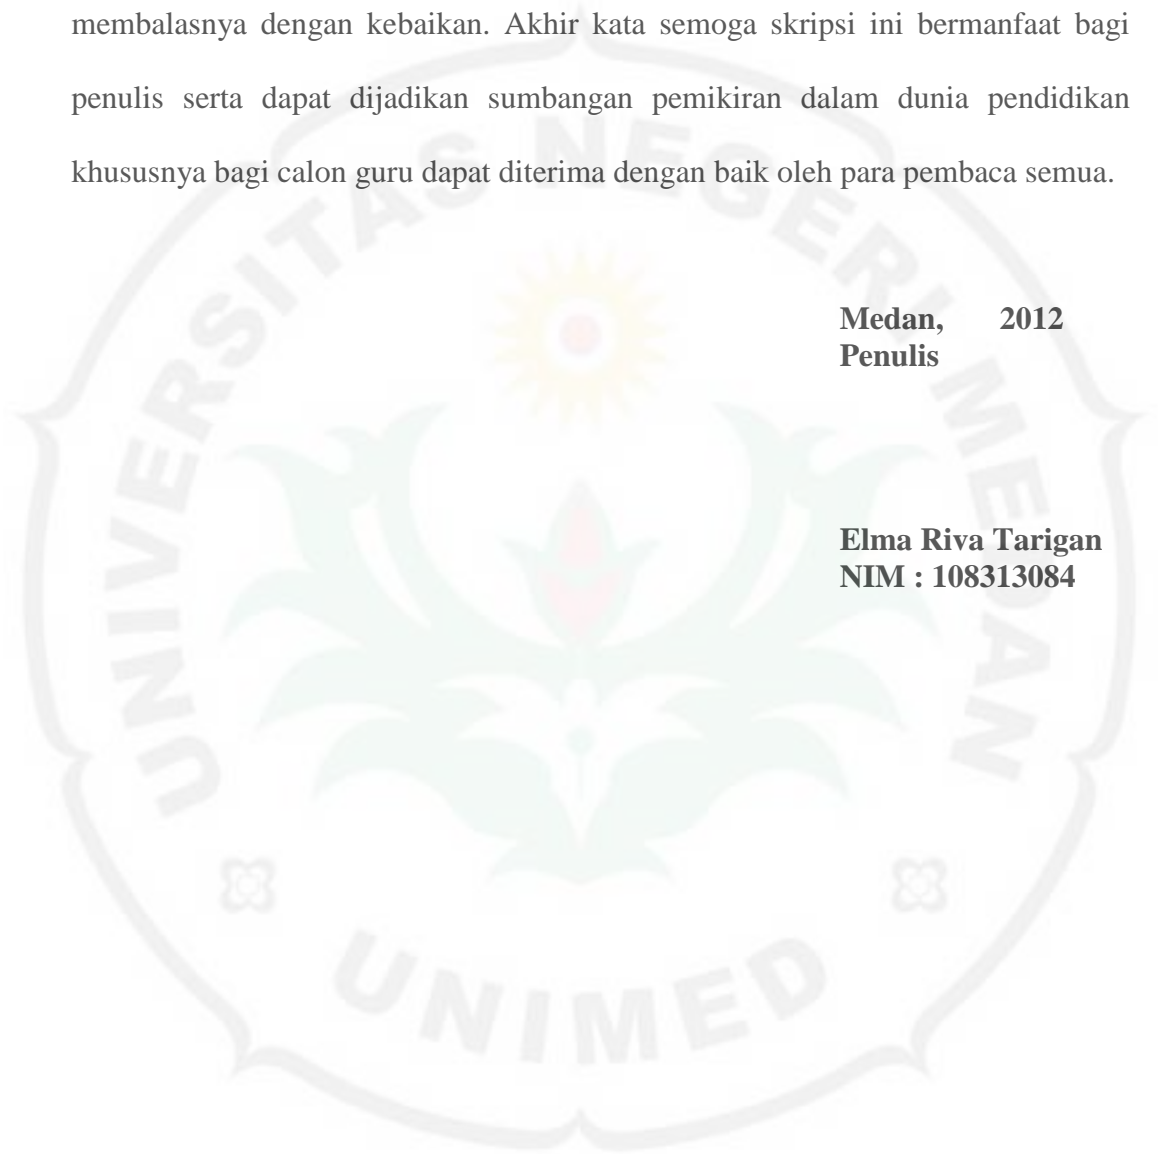 membalasnya dengan kebaikan. Akhir kata semoga skripsi ini bermanfaat bagi
penulis serta dapat dijadikan sumbangan pemikiran dalam dunia pendidikan
khususnya bagi calon guru dapat diterima dengan baik oleh para pembaca semua.
Medan, 2012
Penulis
Elma Riva Tarigan
NIM : 108313084
UNIVERSITAS NEGERI MEDAN
UNIMED